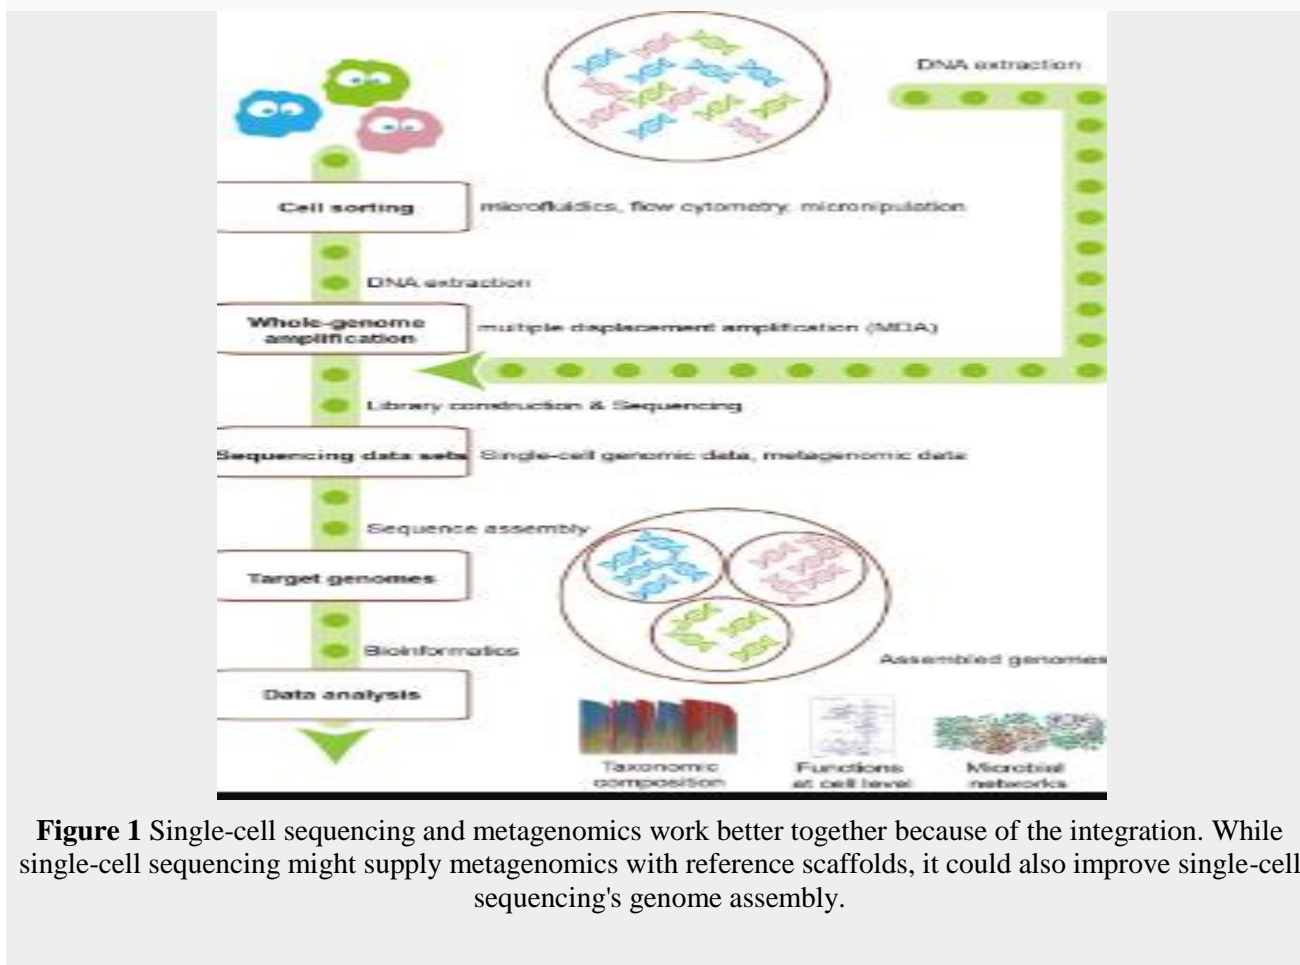 DNA extraction
Cell sorting
microfluidics, flow cytometry, micronipulation
DNA extraction
Whole-genome
amplification
multiple displacement amplification (MDA)
Library construction & Sequencing
Sequencing data sets
Single-cell genomic data, metagenomic data
Sequence assembly
Target genomes
Bioinformatics
Assembled genomes
Data analysis
Taxonomic
composition
Functions
at cell level
Microbial
networks
Figure 1 Single-cell sequencing and metagenomics work better together because of the integration. While
single-cell sequencing might supply metagenomics with reference scaffolds, it could also improve single-cell
sequencing's genome assembly.